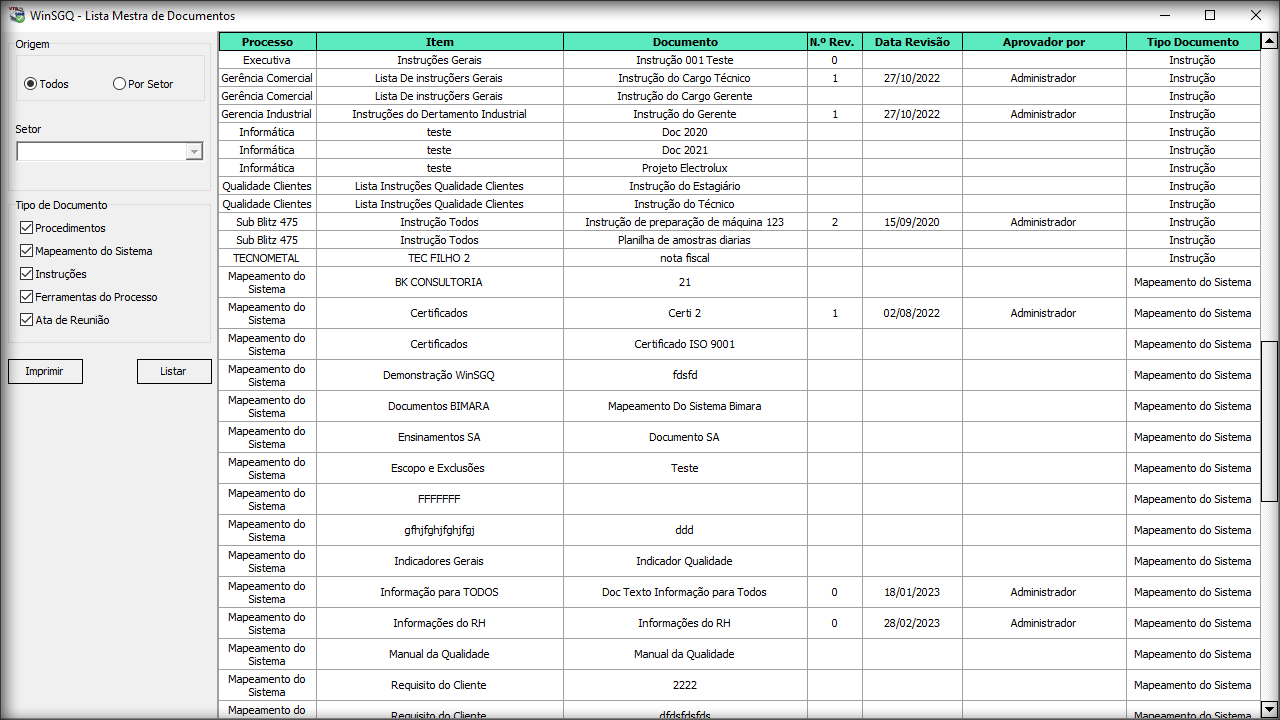 WinSGQ - Lista Mestra de Documentos
Origem
Todos Por Setor
Setor
Tipo de Documento
Procedimentos
Mapeamento do Sistema
Instruções
Ferramentas do Processo
Ata de Reunião
Imprimir Listar
Processo Item Documento N.º Rev. Data Revisão Aprovador por Tipo Documento
Executiva Instruções Gerais Instrução 001 Teste 0 Instrução
Gerência Comercial Lista De instruçõers Gerais Instrução do Cargo Técnico 1 27/10/2022 Administrador Instrução
Gerência Comercial Lista De instruçõers Gerais Instrução do Cargo Gerente Instrução
Gerencia Industrial Instruções do Dertamento Industrial Instrução do Gerente 1 27/10/2022 Administrador Instrução
Informática teste Doc 2020 Instrução
Informática teste Doc 2021 Instrução
Informática teste Projeto Electrolux Instrução
Qualidade Clientes Lista Instruções Qualidade Clientes Instrução do Estagiário Instrução
Qualidade Clientes Lista Instruções Qualidade Clientes Instrução do Técnico Instrução
Sub Blitz 475 Instrução Todos Instrução de preparação de máquina 123 2 15/09/2020 Administrador Instrução
Sub Blitz 475 Instrução Todos Planilha de amostras diarias Instrução
TECNOMETAL TEC FILHO 2 nota fiscal Instrução
Mapeamento do
Sistema BK CONSULTORIA 21 Mapeamento do Sistema
Mapeamento do
Sistema Certificados Certi 2 1 02/08/2022 Administrador Mapeamento do Sistema
Mapeamento do
Sistema Certificados Certificado ISO 9001 Mapeamento do Sistema
Mapeamento do
Sistema Demonstração WinSGQ fdsfd Mapeamento do Sistema
Mapeamento do
Sistema Documentos BIMARA Mapeamento Do Sistema Bimara Mapeamento do Sistema
Mapeamento do
Sistema Ensinamentos SA Documento SA Mapeamento do Sistema
Mapeamento do
Sistema Escopo e Exclusões Teste Mapeamento do Sistema
Mapeamento do
Sistema FFFFFFF Mapeamento do Sistema
Mapeamento do
Sistema gfhjfghjfghjfgj ddd Mapeamento do Sistema
Mapeamento do
Sistema Indicadores Gerais Indicador Qualidade Mapeamento do Sistema
Mapeamento do
Sistema Informação para TODOS Doc Texto Informação para Todos 0 18/01/2023 Administrador Mapeamento do Sistema
Mapeamento do
Sistema Informações do RH Informações do RH 0 28/02/2023 Administrador Mapeamento do Sistema
Mapeamento do
Sistema Manual da Qualidade Manual da Qualidade Mapeamento do Sistema
Mapeamento do
Sistema Requisito do Cliente 2222 Mapeamento do Sistema
Mapeamento do
Requisito do Cliente dfdsfdsfds Mapeamento do Sistema